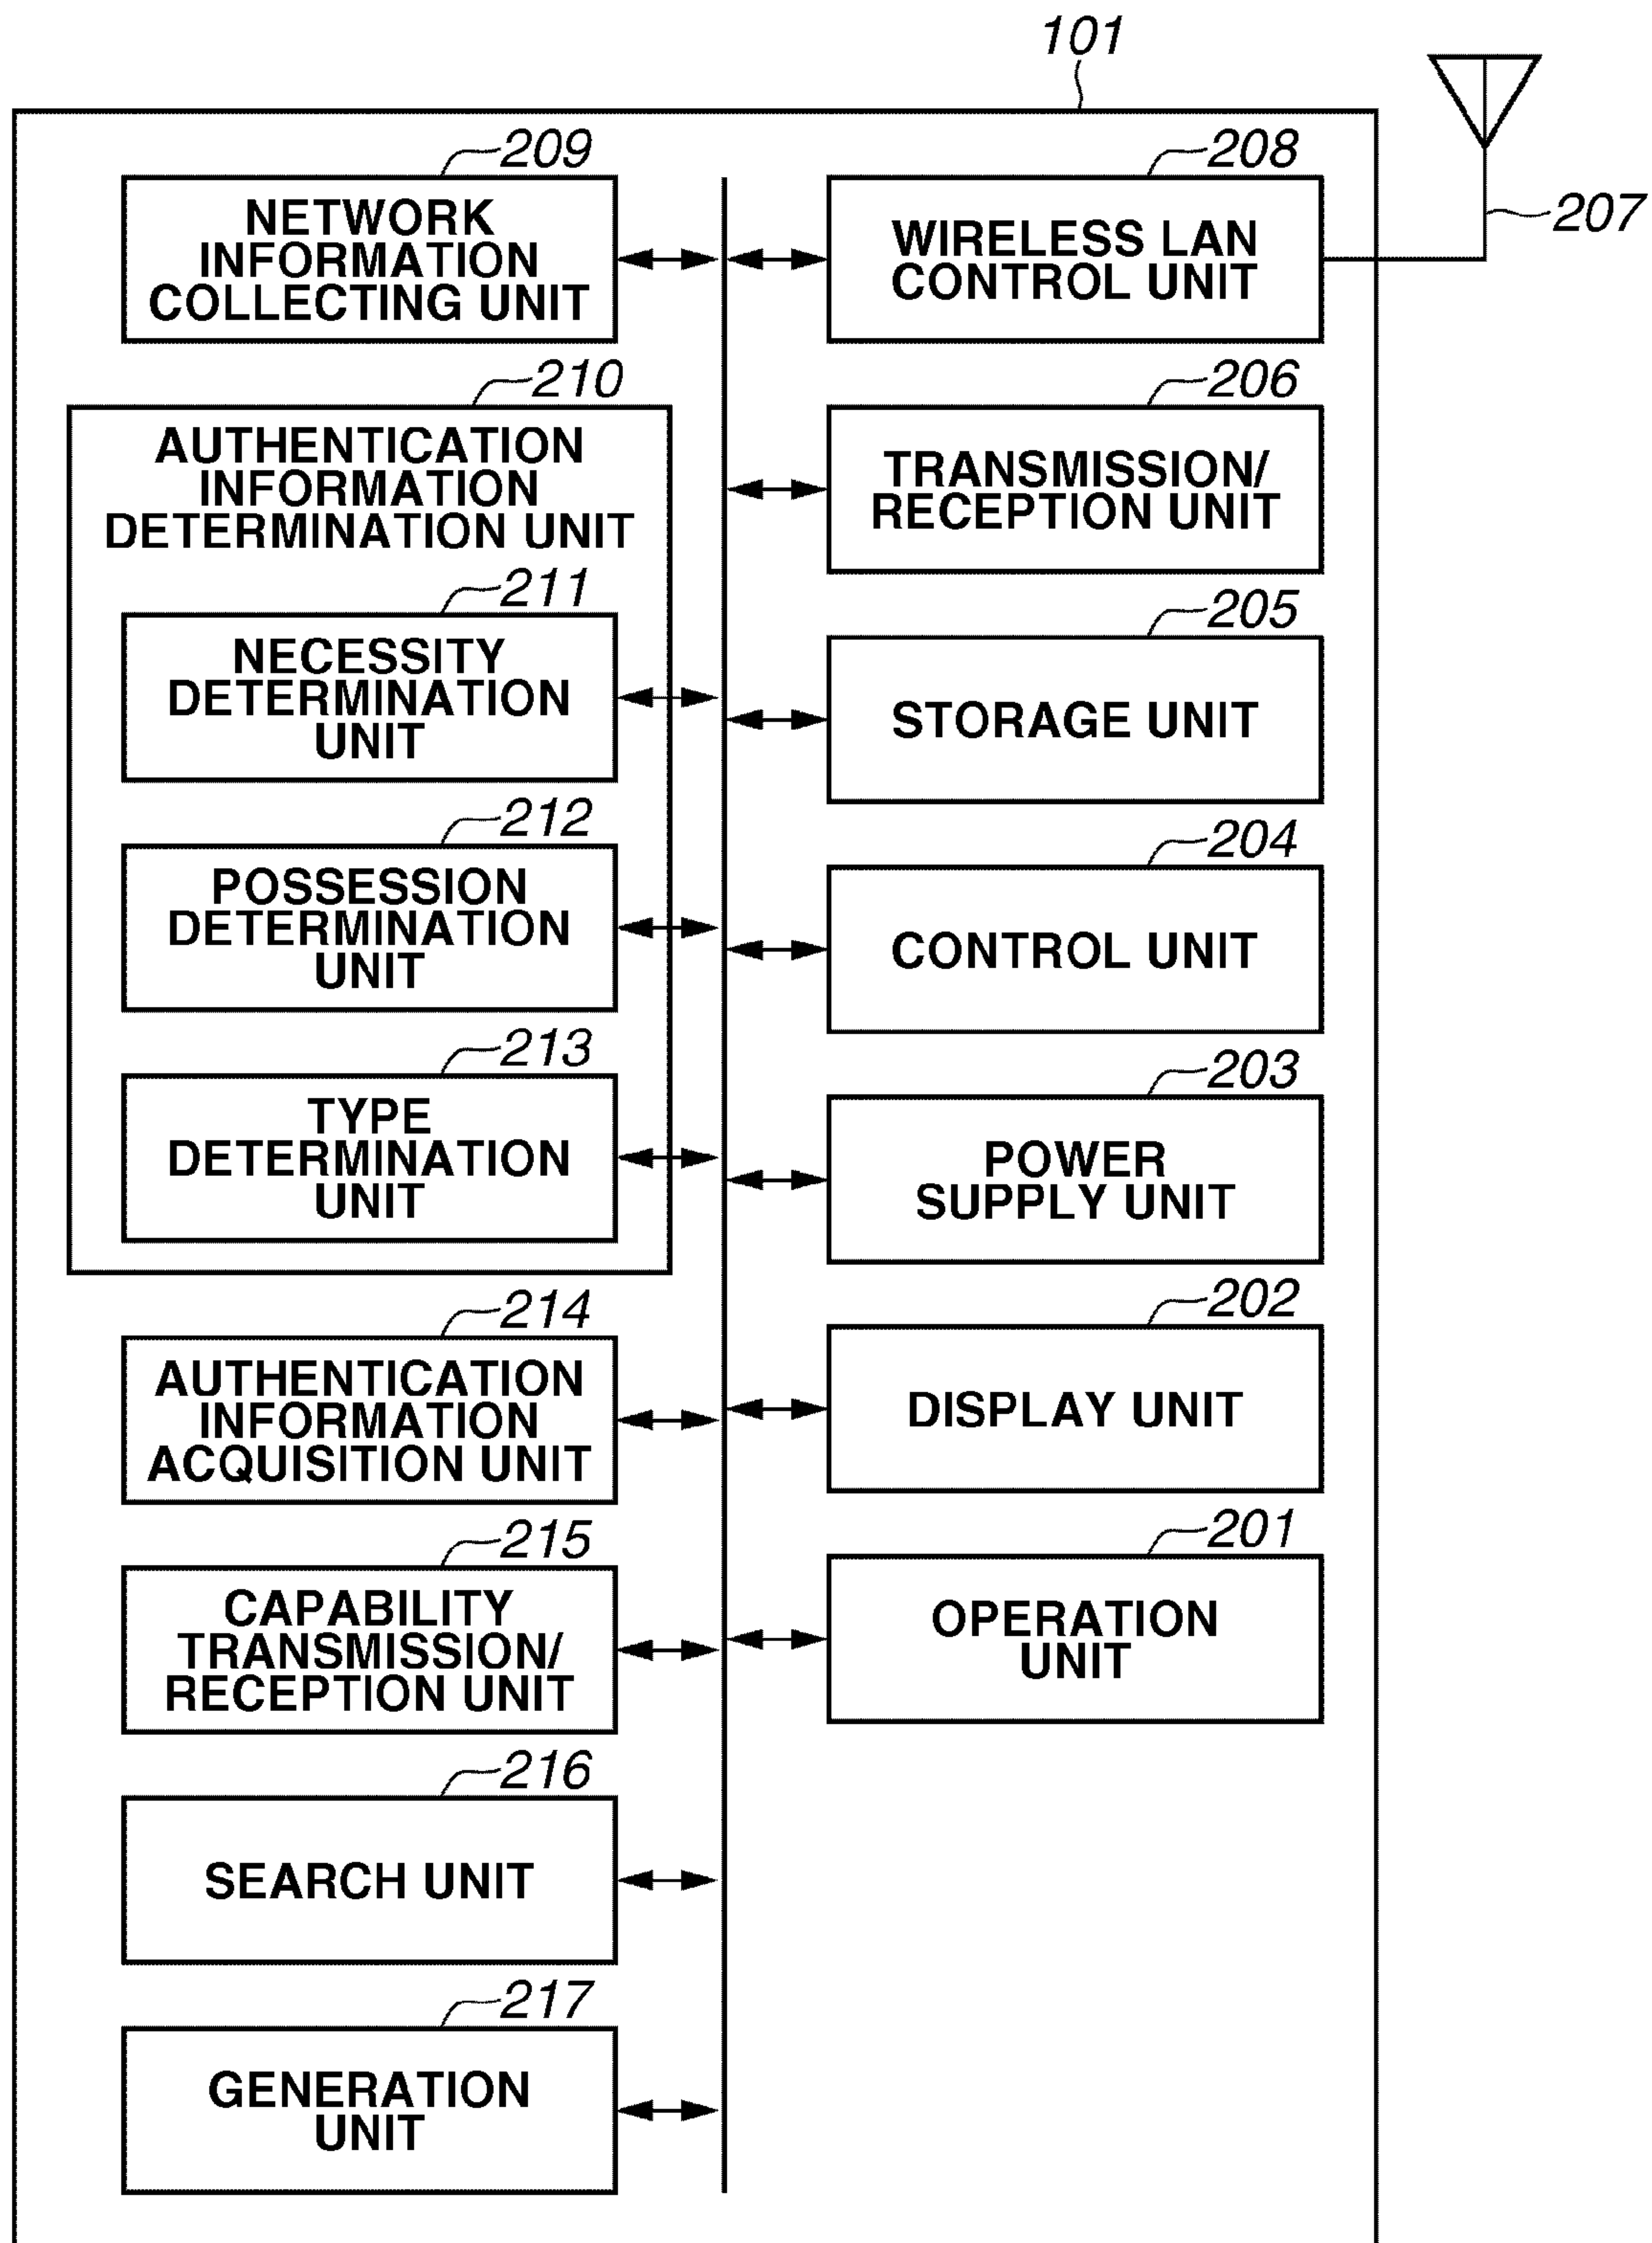 101
209
NETWORK
INFORMATION
COLLECTING UNIT
208
WIRELESS LAN
CONTROL UNIT
207
210
AUTHENTICATION
INFORMATION
DETERMINATION UNIT
206
TRANSMISSION/
RECEPTION UNIT
211
NECESSITY
DETERMINATION
UNIT
205
STORAGE UNIT
212
POSSESSION
DETERMINATION
UNIT
204
CONTROL UNIT
213
TYPE
DETERMINATION
UNIT
203
POWER
SUPPLY UNIT
214
AUTHENTICATION
INFORMATION
ACQUISITION UNIT
202
DISPLAY UNIT
215
CAPABILITY
TRANSMISSION/
RECEPTION UNIT
201
OPERATION
UNIT
216
SEARCH UNIT
217
GENERATION
UNIT